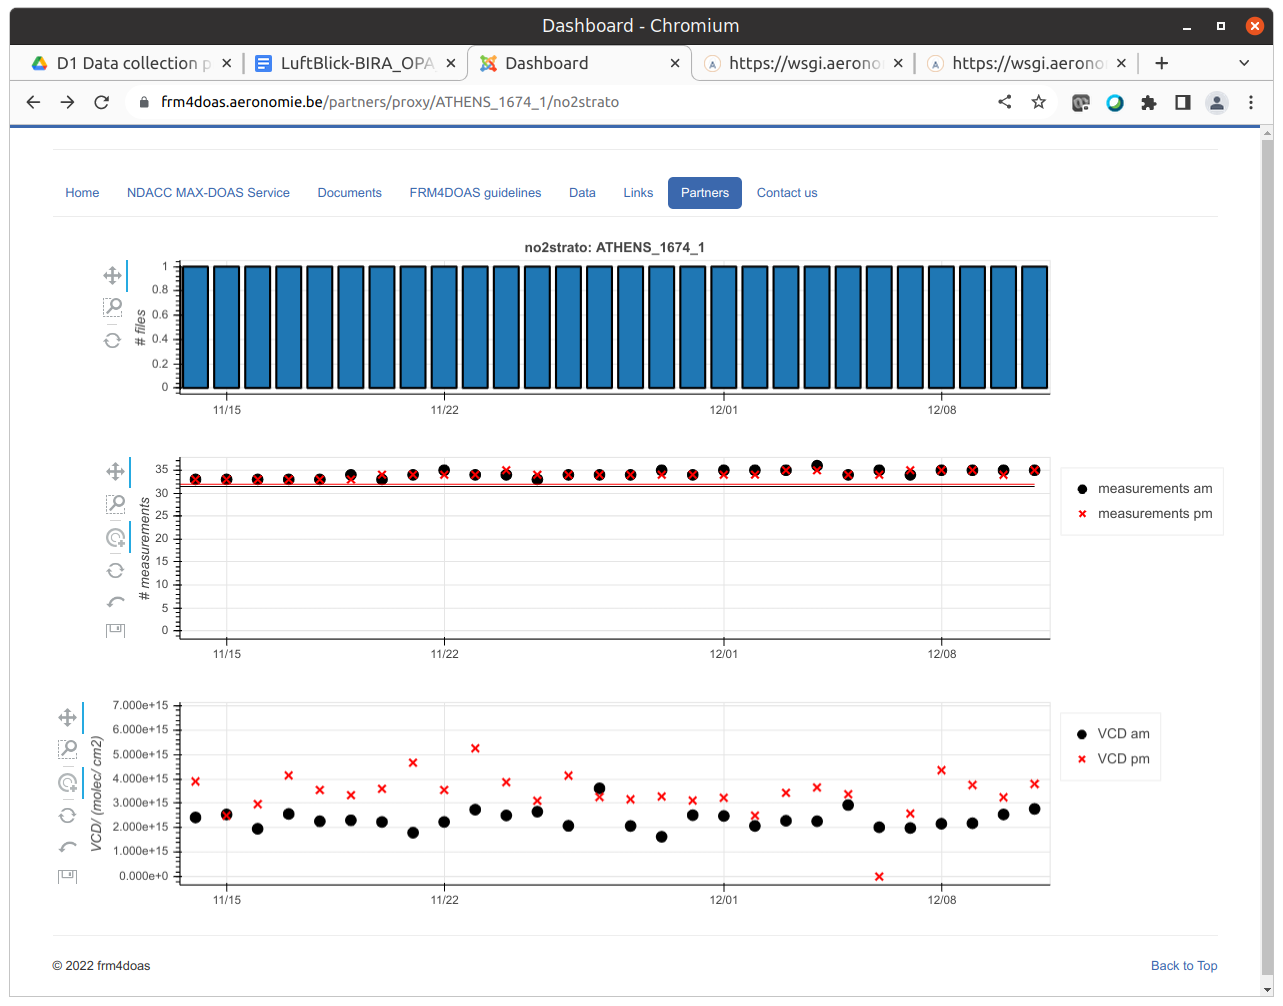 Dashboard - Chromium
D1 Data collection p
LuftBlick-BIRA_OPA
Dashboard
https://wsgi.aerono
https://wsgi.aerono
frm4doas.aeronomie.be/partners/proxy/ATHENS_1674_1/no2strato
Home NDACC MAX-DOAS Service Documents FRM4DOAS guidelines Data Links Partners Contact us
no2strato: ATHENS_1674_1
# files
1
0.8
0.6
0.4
0.2
0
11/15 11/22 12/01 12/08
# measurements
35
30
25
20
15
10
5
0
11/15 11/22 12/01 12/08
measurements am
measurements pm
VCD/ (molec/ cm2)
7.000e+15
6.000e+15
5.000e+15
4.000e+15
3.000e+15
2.000e+15
1.000e+15
0.000e+0
11/15 11/22 12/01 12/08
VCD am
VCD pm
© 2022 frm4doas
Back to Top